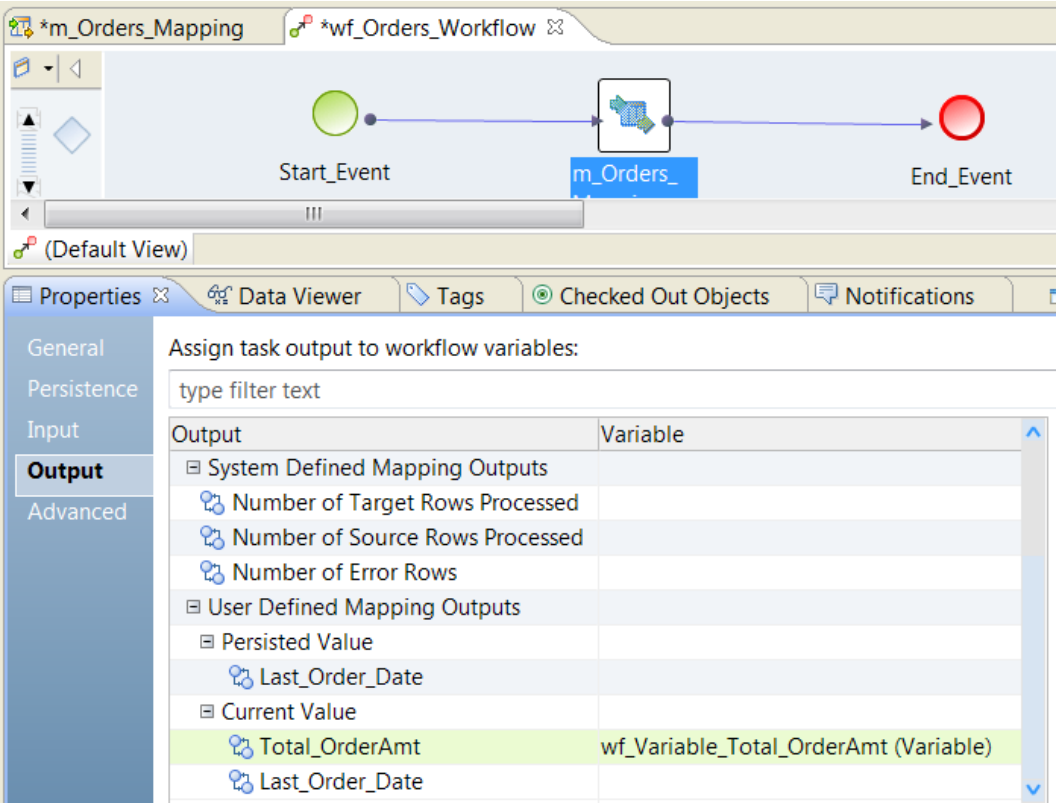 *m_Orders_Mapping
*wf_Orders_Workflow
Start_Event
m_Orders_
End_Event
(Default View)
Properties
Data Viewer
Tags
Checked Out Objects
Notifications
General
Persistence
Input
Output
Advanced
Assign task output to workflow variables:
type filter text
Output Variable
System Defined Mapping Outputs
Number of Target Rows Processed
Number of Source Rows Processed
Number of Error Rows
User Defined Mapping Outputs
Persisted Value
Last_Order_Date
Current Value
Total_OrderAmt wf_Variable_Total_OrderAmt (Variable)
Last_Order_Date